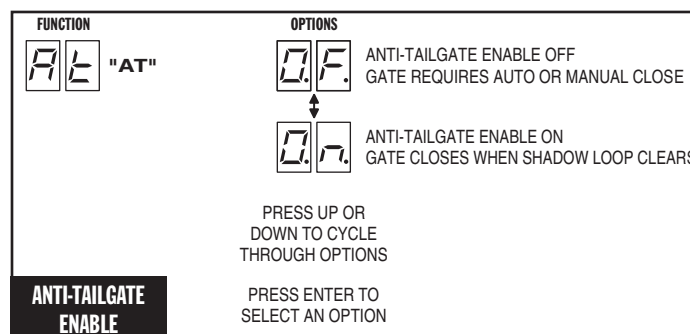 FUNCTION
OPTIONS
At "AT"
O.F.
ANTI-TAILGATE ENABLE OFF
GATE REQUIRES AUTO OR MANUAL CLOSE
O.n.
ANTI-TAILGATE ENABLE ON
GATE CLOSES WHEN SHADOW LOOP CLEARS
PRESS UP OR
DOWN TO CYCLE
THROUGH OPTIONS
ANTI-TAILGATE
ENABLE
PRESS ENTER TO
SELECT AN OPTION